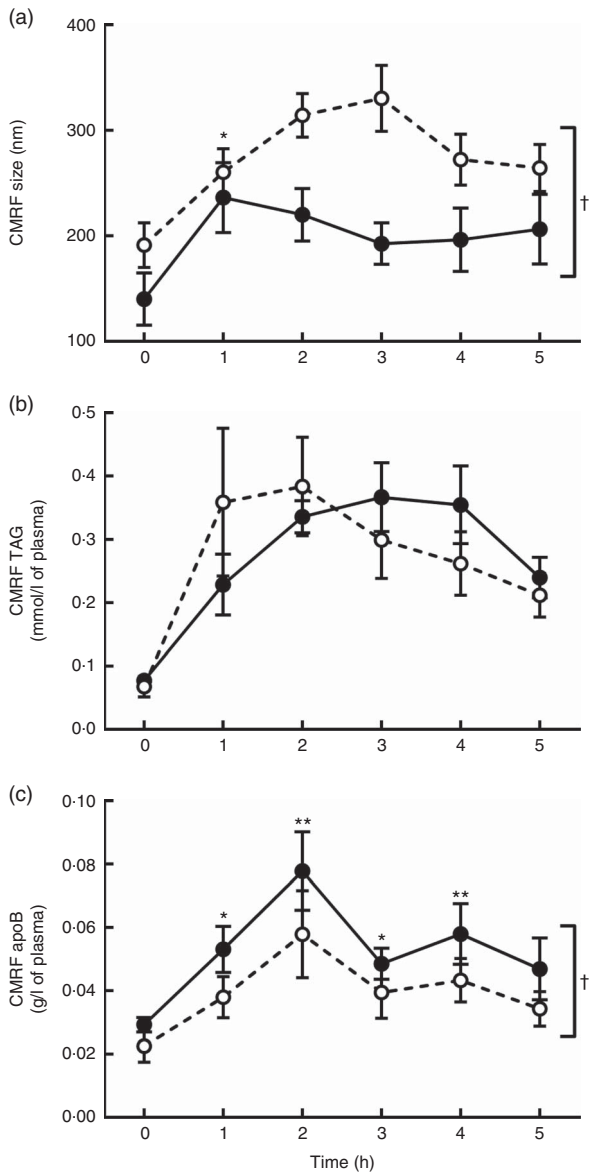 (a)
400
300
200
100
CMRF size (nm)
*
†
0 1 2 3 4 5
(b)
0·5
0·4
0·3
0·2
0·1
0·0
CMRF TAG
(mmol/l of plasma)
0 1 2 3 4 5
(c)
0·10
0·08
0·06
0·04
0·02
0·00
CMRF apoB
(g/l of plasma)
*
**
*
**
†
0 1 2 3 4 5
Time (h)